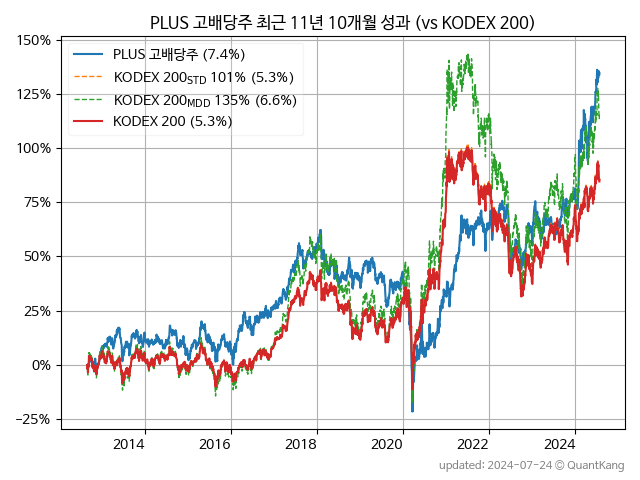 PLUS 고배당주 최근 11년 10개월 성과 (vs KODEX 200)
150%
125%
100%
75%
50%
25%
0%
−25%
PLUS 고배당주 (7.4%)
KODEX 200STD 101% (5.3%)
KODEX 200MDD 135% (6.6%)
KODEX 200 (5.3%)
2014 2016 2018 2020 2022 2024
updated: 2024-07-24 © QuantKang